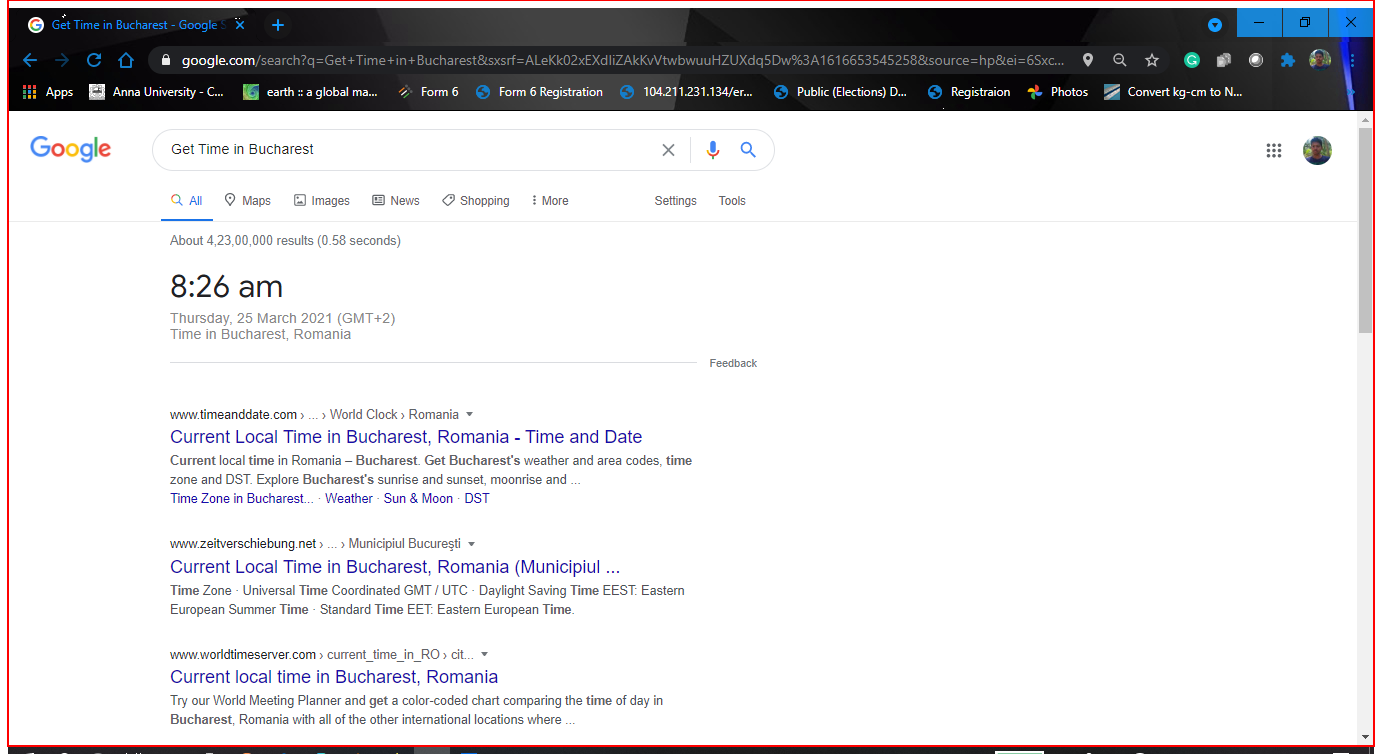 Get Time in Bucharest - Google S
google.com/search?q=Get+Time+in+Bucharest&sxsrf=ALeKk02xEXdIiZAkKvVtwbwuuHZUXdq5Dw%3A1616653545258&source=hp&ei=6Sxc...
Apps Anna University - C... earth :: a global ma... Form 6 Form 6 Registration 104.211.231.134/er... Public (Elections) D... Registraion Photos Convert kg-cm to N...
Google Get Time in Bucharest
All Maps Images News Shopping More Settings Tools
About 4,23,00,000 results (0.58 seconds)
8:26 am
Thursday, 25 March 2021 (GMT+2)
Time in Bucharest, Romania
Feedback
www.timeanddate.com › ... › World Clock › Romania
Current Local Time in Bucharest, Romania - Time and Date
Current local time in Romania – Bucharest. Get Bucharest's weather and area codes, time
zone and DST. Explore Bucharest's sunrise and sunset, moonrise and ...
Time Zone in Bucharest... · Weather · Sun & Moon · DST
www.zeitverschiebung.net › ... › Municipiul Bucureşti
Current Local Time in Bucharest, Romania (Municipiul ...
Time Zone · Universal Time Coordinated GMT / UTC · Daylight Saving Time EEST: Eastern
European Summer Time · Standard Time EET: Eastern European Time.
www.worldtimeserver.com › current_time_in_RO › cit...
Current local time in Bucharest, Romania
Try our World Meeting Planner and get a color-coded chart comparing the time of day in
Bucharest, Romania with all of the other international locations where ...